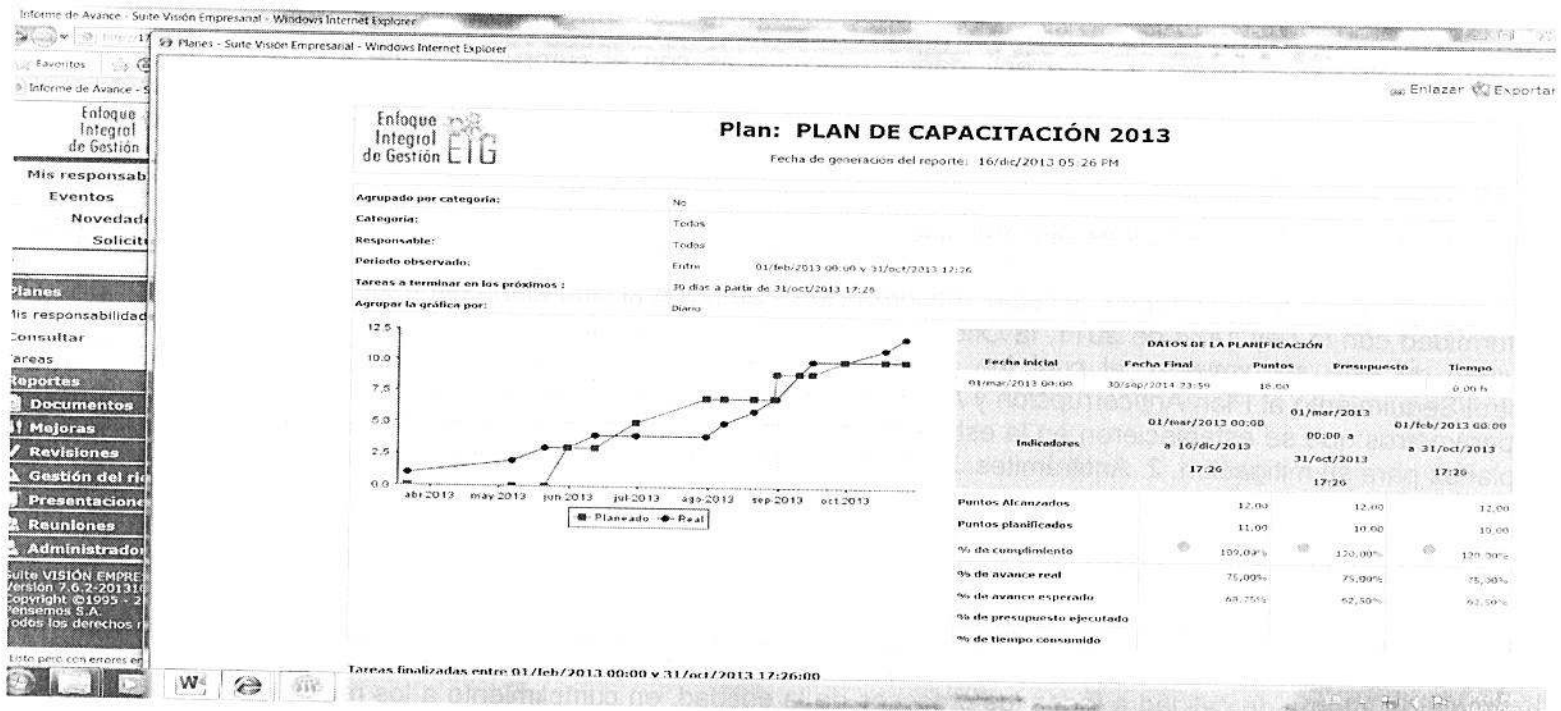 Informe de Avance - Suite Visión Empresarial - Windows Internet Explorer
Planes - Suite Visión Empresarial - Windows Internet Explorer
Favoritos
Informe de Avance - S
Enlazar Exportar
Enfoque
Integral
de Gestión
Enfoque
Integral
de Gestión EIG
Plan: PLAN DE CAPACITACIÓN 2013
Fecha de generación del reporte: 16/dic/2013 05:26 PM
Mis responsab
Eventos
Novedade
Solicitu
Planes
Mis responsabilidad
Consultar
Tareas
Reportes
Documentos
Mejoras
Revisiones
Gestión del rie
Presentacione
Reuniones
Administrador
Suite VISIÓN EMPRE
Versión 7.6.2-201310
Copyright ©1995 - 2
Pensemos S.A.
Todos los derechos r
Listo pero con errores en
Agrupado por categoría: No
Categoría: Todas
Responsable: Todos
Periodo observado: Entre 01/feb/2013 00:00 y 31/oct/2013 17:26
Tareas a terminar en los próximos : 30 días a partir de 31/oct/2013 17:26
Agrupar la gráfica por: Diario
12.5
10.0
7.5
5.0
2.5
0.0
abr-2013 may-2013 jun-2013 jul-2013 ago-2013 sep-2013 oct-2013
Planeado Real
DATOS DE LA PLANIFICACIÓN
Fecha inicial Fecha Final Puntos Presupuesto Tiempo
01/mar/2013 00:00 30/sep/2014 23:59 16.00 0.00 h
Indicadores
01/mar/2013 00:00
a 16/dic/2013
17:26
01/mar/2013
00:00 a
31/oct/2013
17:26
01/feb/2013 00:00
a 31/oct/2013
17:26
Puntos Alcanzados 12,00 12,00 12,00
Puntos planificados 11,00 10,00 10,00
% de cumplimiento 109,09% 120,00% 120,00%
% de avance real 75,00% 75,00% 75,00%
% de avance esperado 68,75% 62,50% 62,50%
% de presupuesto ejecutado
% de tiempo consumido
Tareas finalizadas entre 01/feb/2013 00:00 y 31/oct/2013 17:26:00